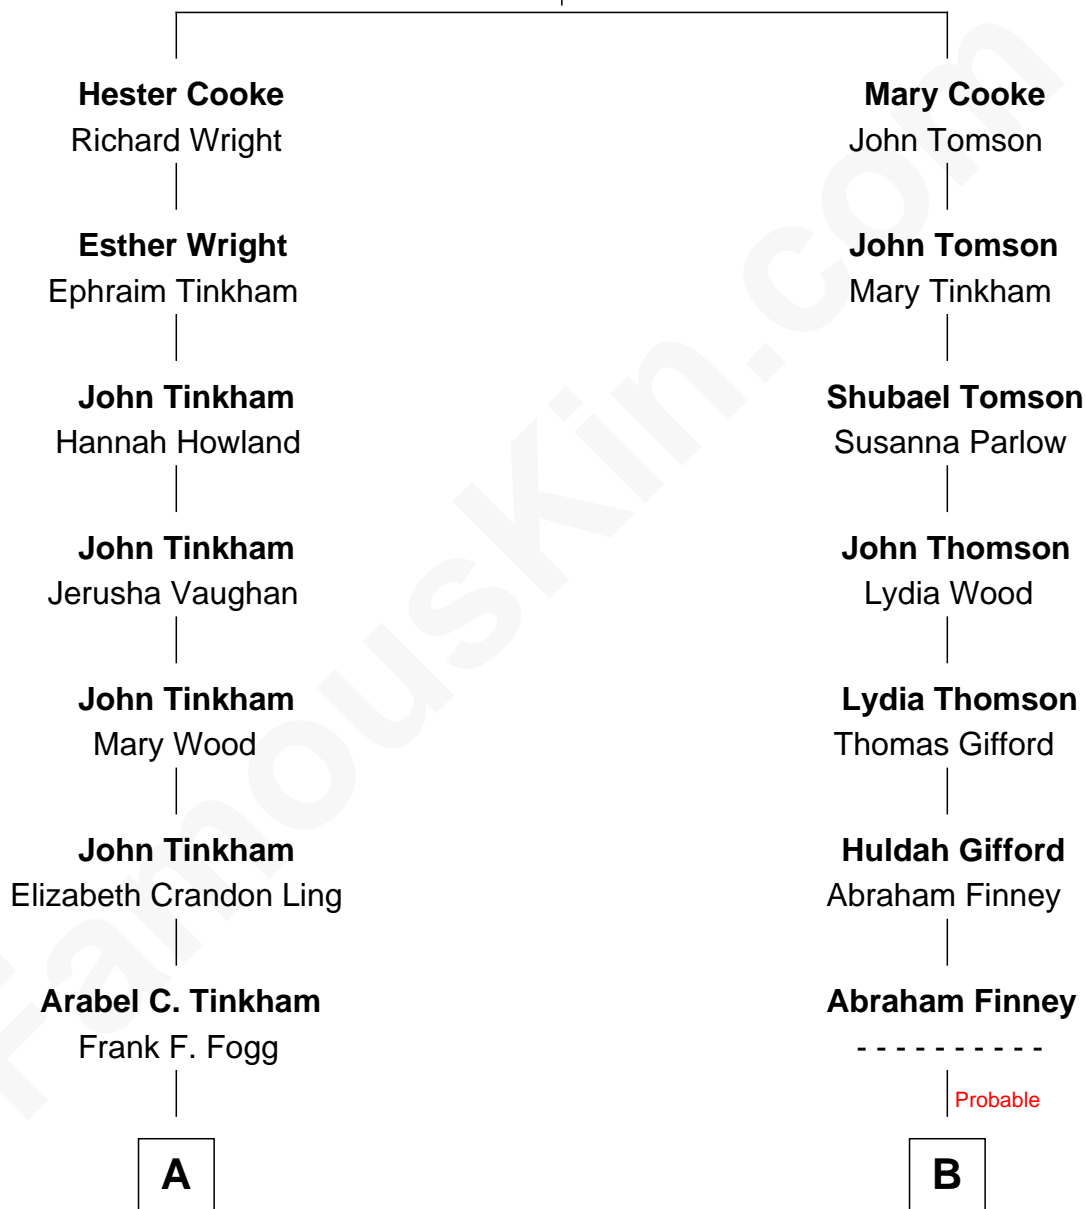 Hester Cooke
Richard Wright
Esther Wright
Ephraim Tinkham
John Tinkham
Hannah Howland
John Tinkham
Jerusha Vaughan
John Tinkham
Mary Wood
John Tinkham
Elizabeth Crandon Ling
Arabel C. Tinkham
Frank F. Fogg
A
Mary Cooke
John Tomson
John Tomson
Mary Tinkham
Shubael Tomson
Susanna Parlow
John Thomson
Lydia Wood
Lydia Thomson
Thomas Gifford
Huldah Gifford
Abraham Finney
Abraham Finney
- - - - - - - - - -
Probable
B
FamousKin.com